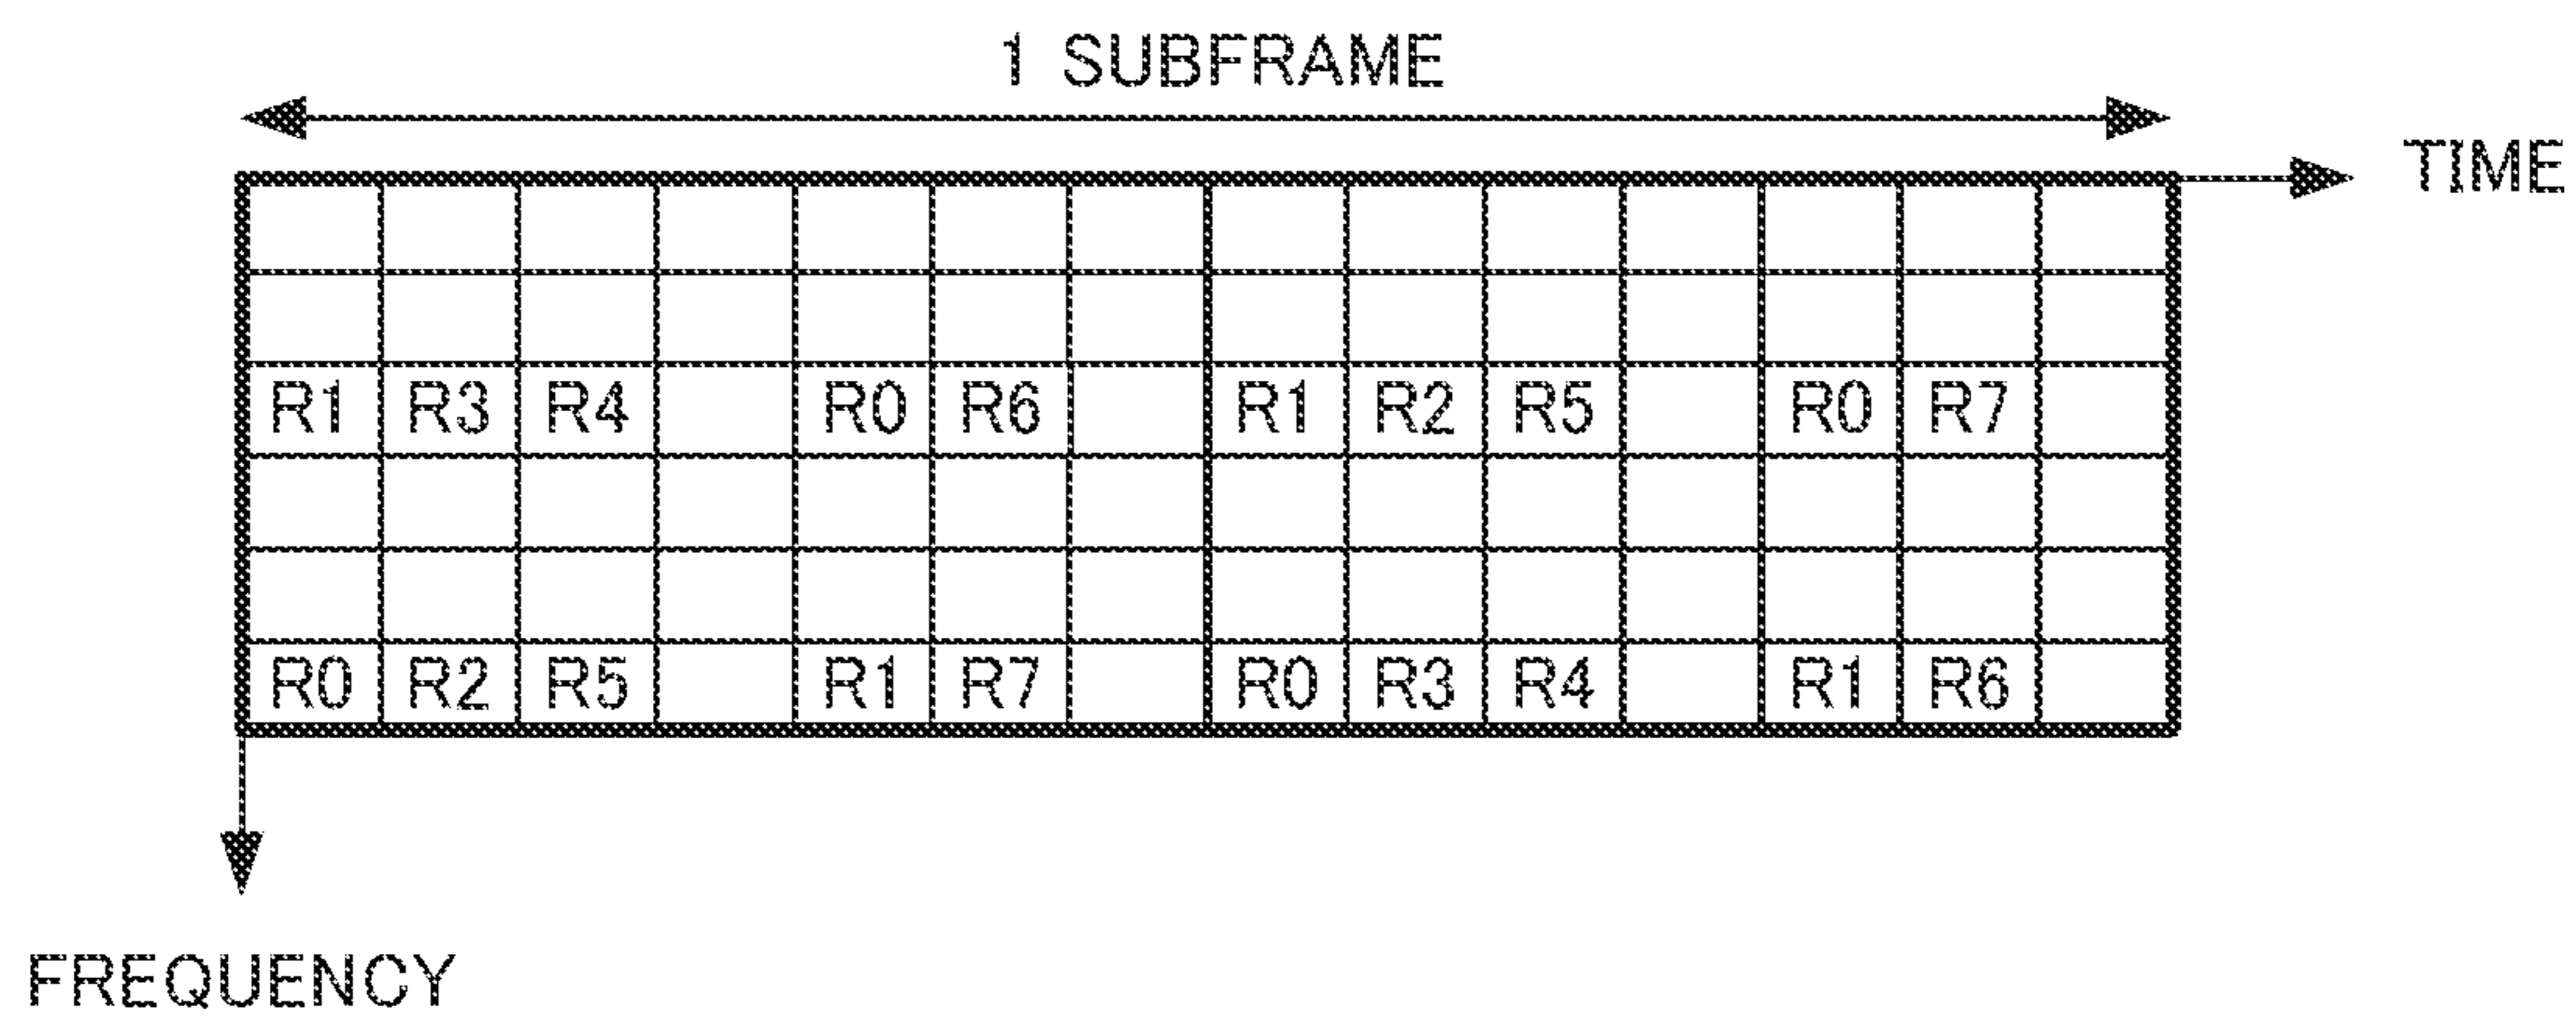 1 SUBFRAME
TIME
R1 R3 R4 R0 R6 R1 R2 R5 R0 R7
R0 R2 R5 R1 R7 R0 R3 R4 R1 R6
FREQUENCY